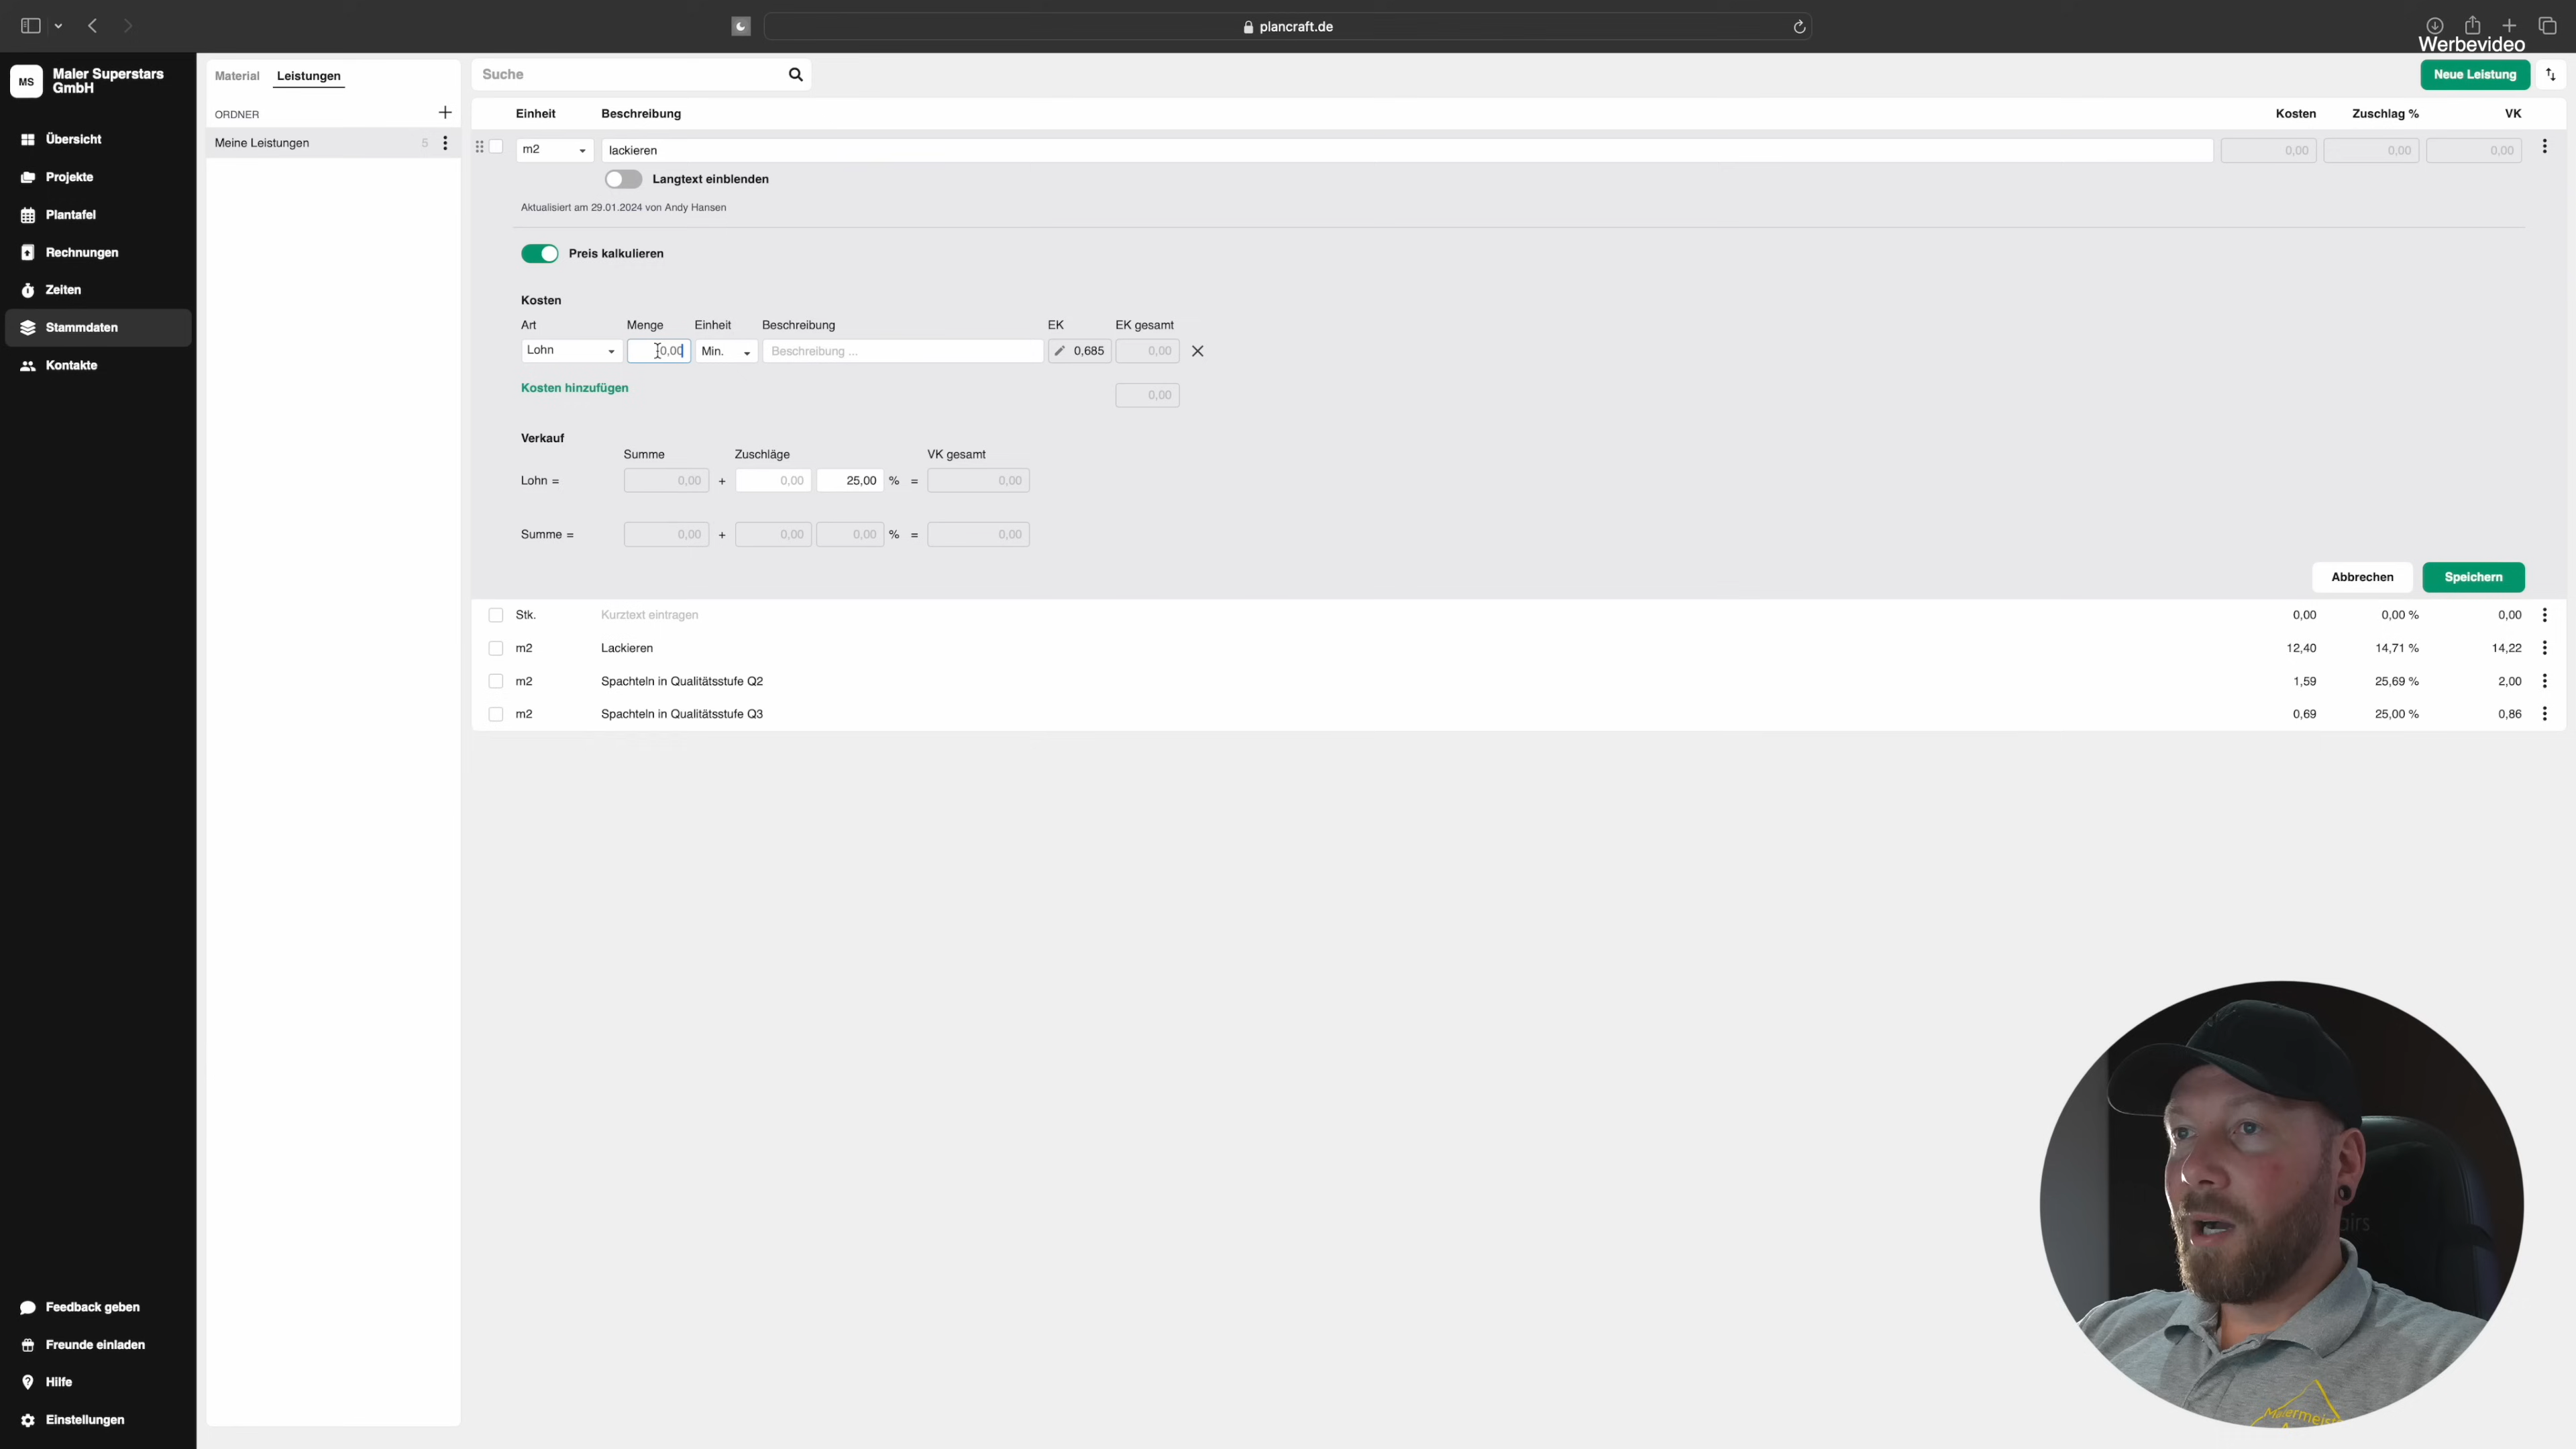 plancraft.de
Werbevideo
MS
Maler Superstars
GmbH
Übersicht
Projekte
Plantafel
Rechnungen
Zeiten
Stammdaten
Kontakte
Feedback geben
Freunde einladen
Hilfe
Einstellungen
Material Leistungen
ORDNER
Meine Leistungen 5
Suche
Neue Leistung
Einheit Beschreibung Kosten Zuschlag % VK
m2 lackieren 0,00 0,00 0,00
Langtext einblenden
Aktualisiert am 29.01.2024 von Andy Hansen
Preis kalkulieren
Kosten
Art Menge Einheit Beschreibung EK EK gesamt
Lohn 0,00 Min. Beschreibung ... 0,685 0,00
Kosten hinzufügen 0,00
Verkauf
Summe Zuschläge VK gesamt
Lohn = 0,00 + 0,00 25,00 % = 0,00
Summe = 0,00 + 0,00 0,00 % = 0,00
Abbrechen Speichern
Stk. Kurztext eintragen 0,00 0,00 % 0,00
m2 Lackieren 12,40 14,71 % 14,22
m2 Spachteln in Qualitätsstufe Q2 1,59 25,69 % 2,00
m2 Spachteln in Qualitätsstufe Q3 0,69 25,00 % 0,86